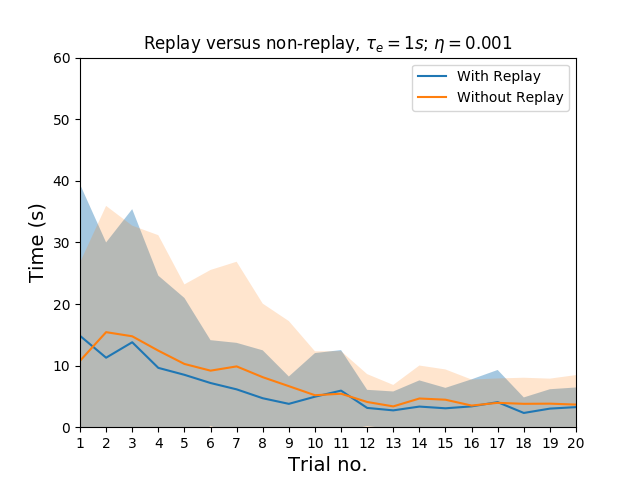 Replay versus non-replay, τₑ = 1s; η = 0.001
With Replay
Without Replay
60
50
40
30
20
10
0
Time (s)
1 2 3 4 5 6 7 8 9 10 11 12 13 14 15 16 17 18 19 20
Trial no.